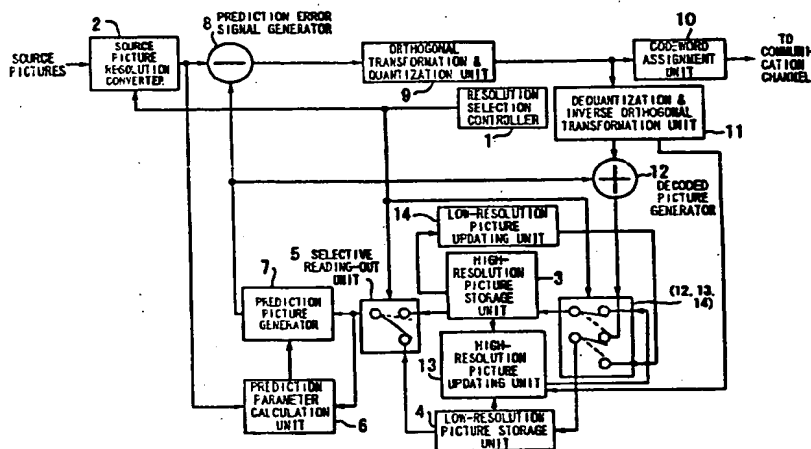 SOURCE
PICTURES
2
SOURCE
PICTURE
RESOLUTION
CONVERTER
8
PREDICTION ERROR
SIGNAL GENERATOR
ORTHOGONAL
TRANSFORMATION &
QUANTIZATION UNIT
9
10
CODEWORD
ASSIGNMENT
UNIT
TO
COMMUNI-
CATION
CHANNEL
RESOLUTION
SELECTION
CONTROLLER
1
DEQUANTIZATION &
INVERSE ORTHOGONAL
TRANSFORMATION UNIT
11
12
DECODED
PICTURE
GENERATOR
14
LOW-RESOLUTION
PICTURE UPDATING
UNIT
5
SELECTIVE
READING-OUT
UNIT
HIGH-
RESOLUTION
PICTURE
STORAGE
UNIT
3
(12, 13,
14)
7
PREDICTION
PICTURE
GENERATOR
HIGH-
RESOLUTION
PICTURE
UPDATING UNIT
13
PREDICTION
PARAMETER
CALCULATION
UNIT
6
4
LOW-RESOLUTION
PICTURE STORAGE
UNIT